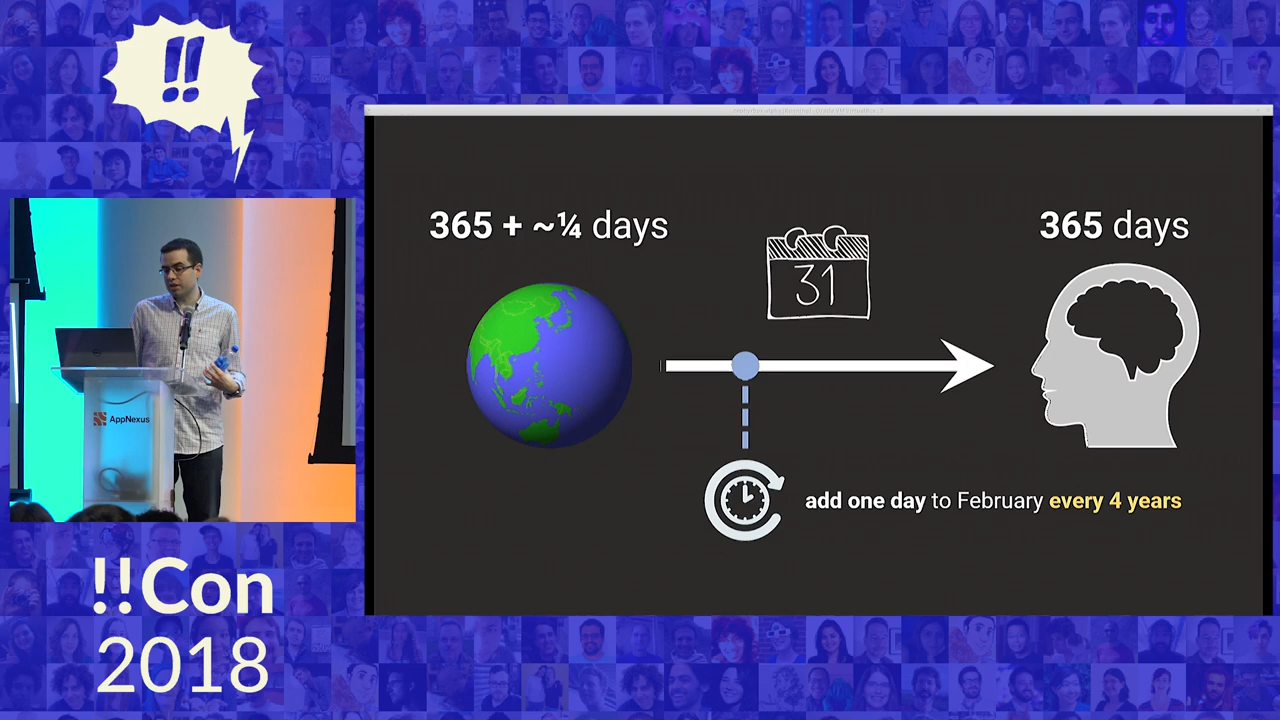 !!
365 + ~¼ days
365 days
31
AppNexus
add one day to February every 4 years
!!Con
2018